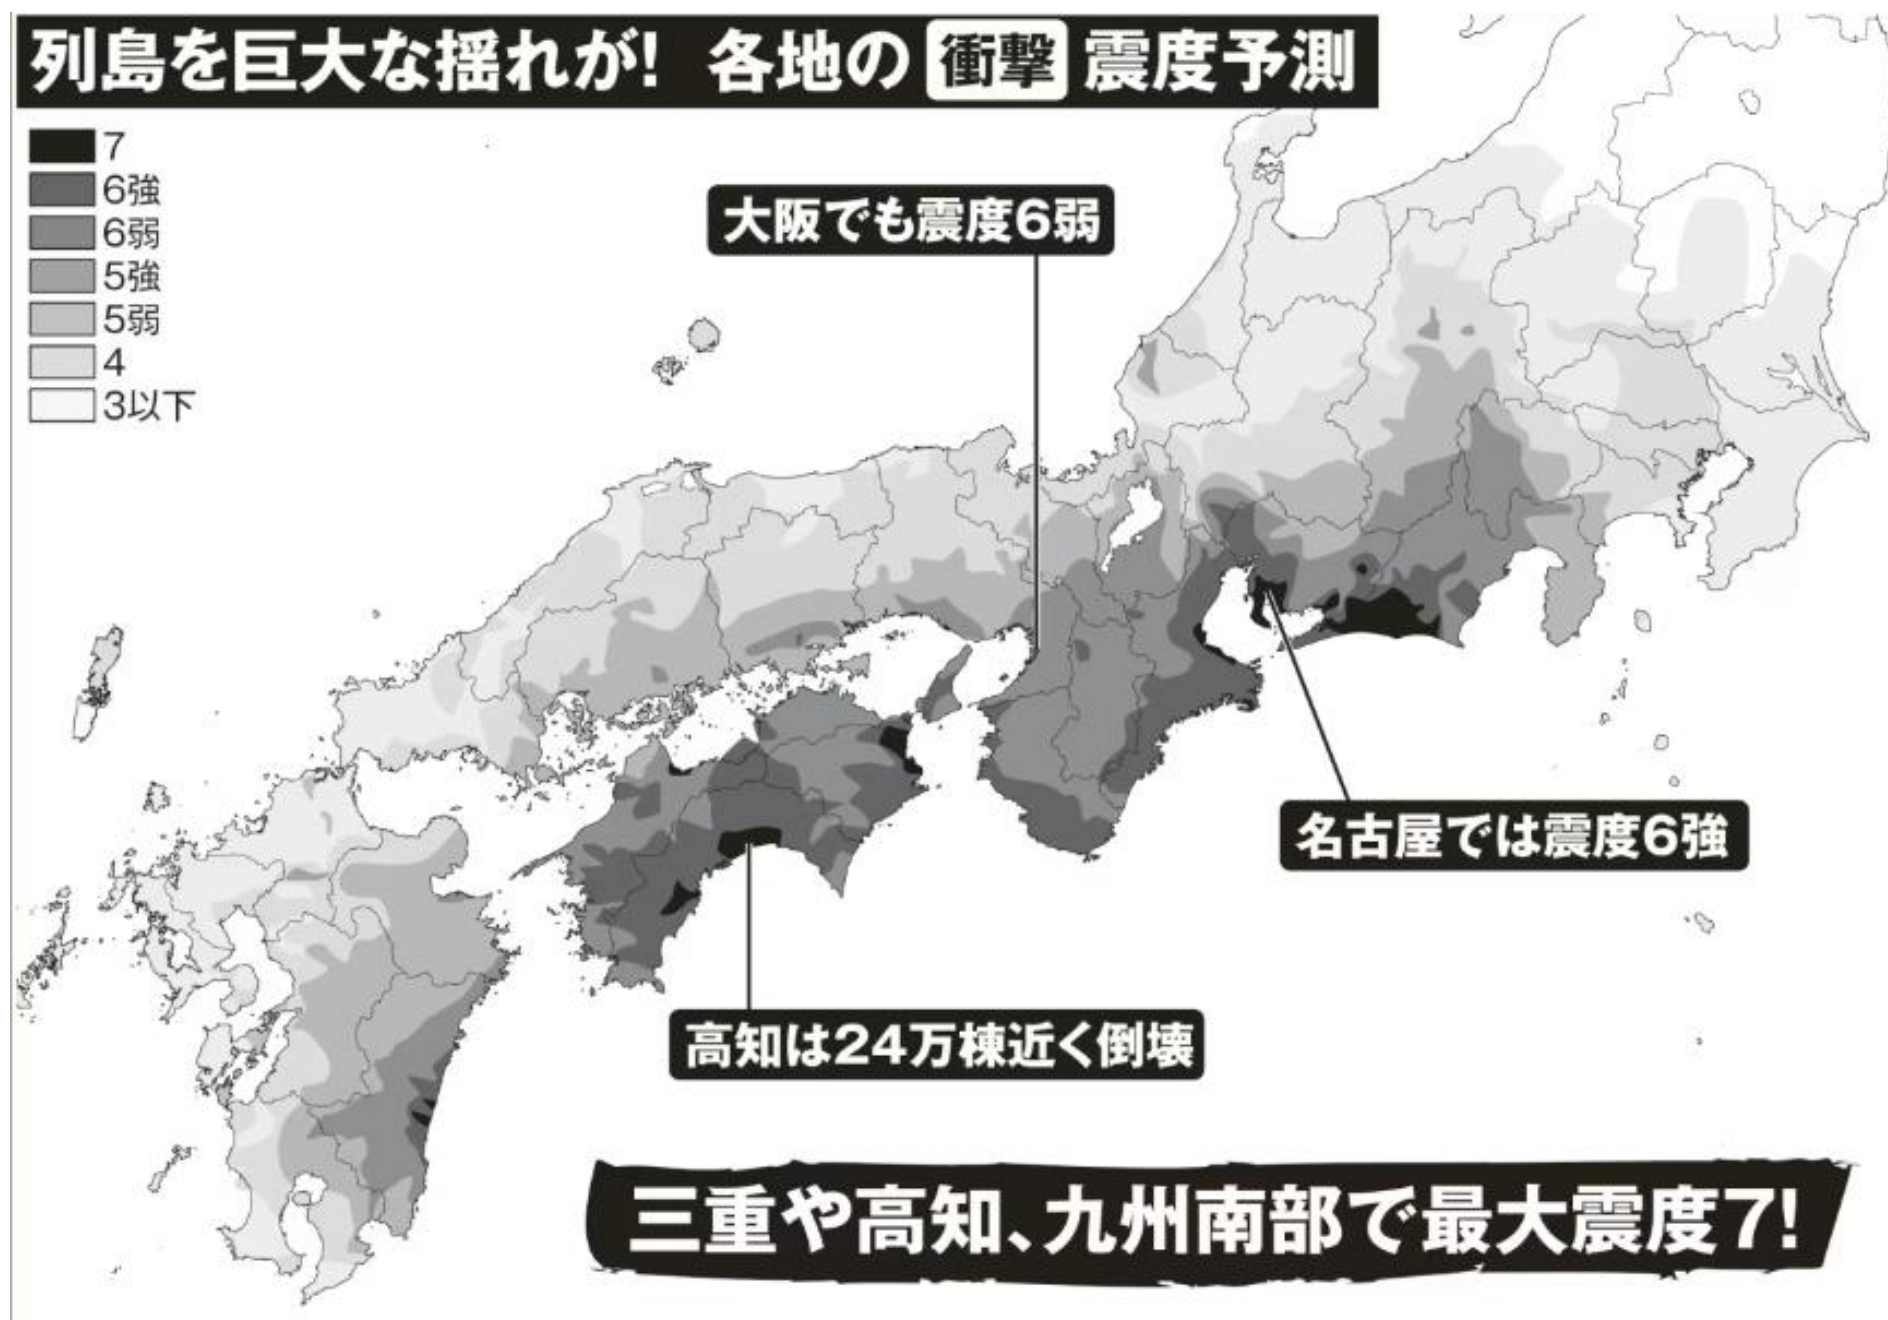 列島を巨大な揺れが! 各地の衝撃震度予測
7
6強
6弱
5強
5弱
4
3以下
大阪でも震度6弱
名古屋では震度6強
高知は24万棟近く倒壊
三重や高知、九州南部で最大震度7!